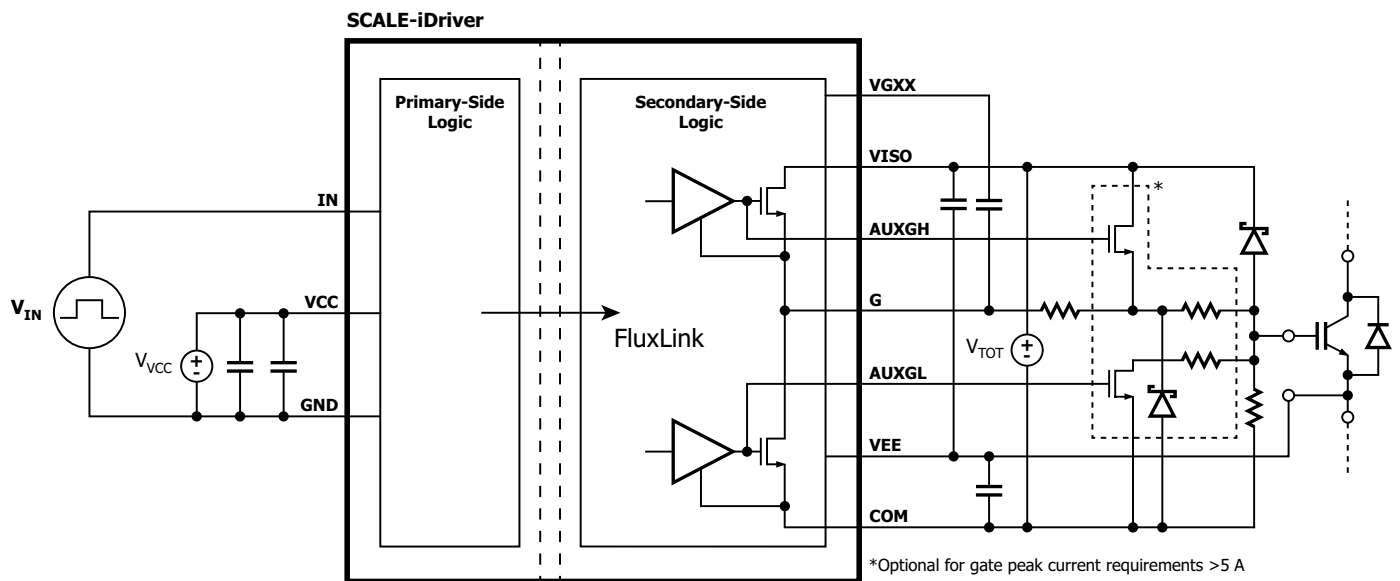 SCALE-iDriver
Primary-Side
Logic
Secondary-Side
Logic
VGXX
VISO
IN
AUXGH
*
VCC
G
VIN
FluxLink
VVCC
VTOT
+
-
+
-
AUXGL
GND
VEE
COM
*Optional for gate peak current requirements >5 A